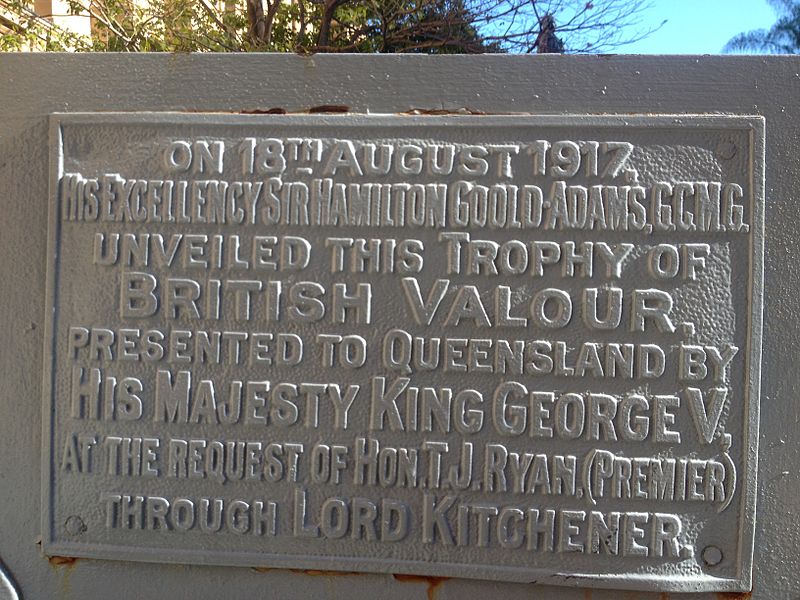 ON 18TH AUGUST 1917,
HIS EXCELLENCY SIR HAMILTON GOOLD-ADAMS, G.C.M.G.
UNVEILED THIS TROPHY OF
BRITISH VALOUR,
PRESENTED TO QUEENSLAND BY
HIS MAJESTY KING GEORGE V,
AT THE REQUEST OF HON. T. J. RYAN, (PREMIER)
THROUGH LORD KITCHENER.